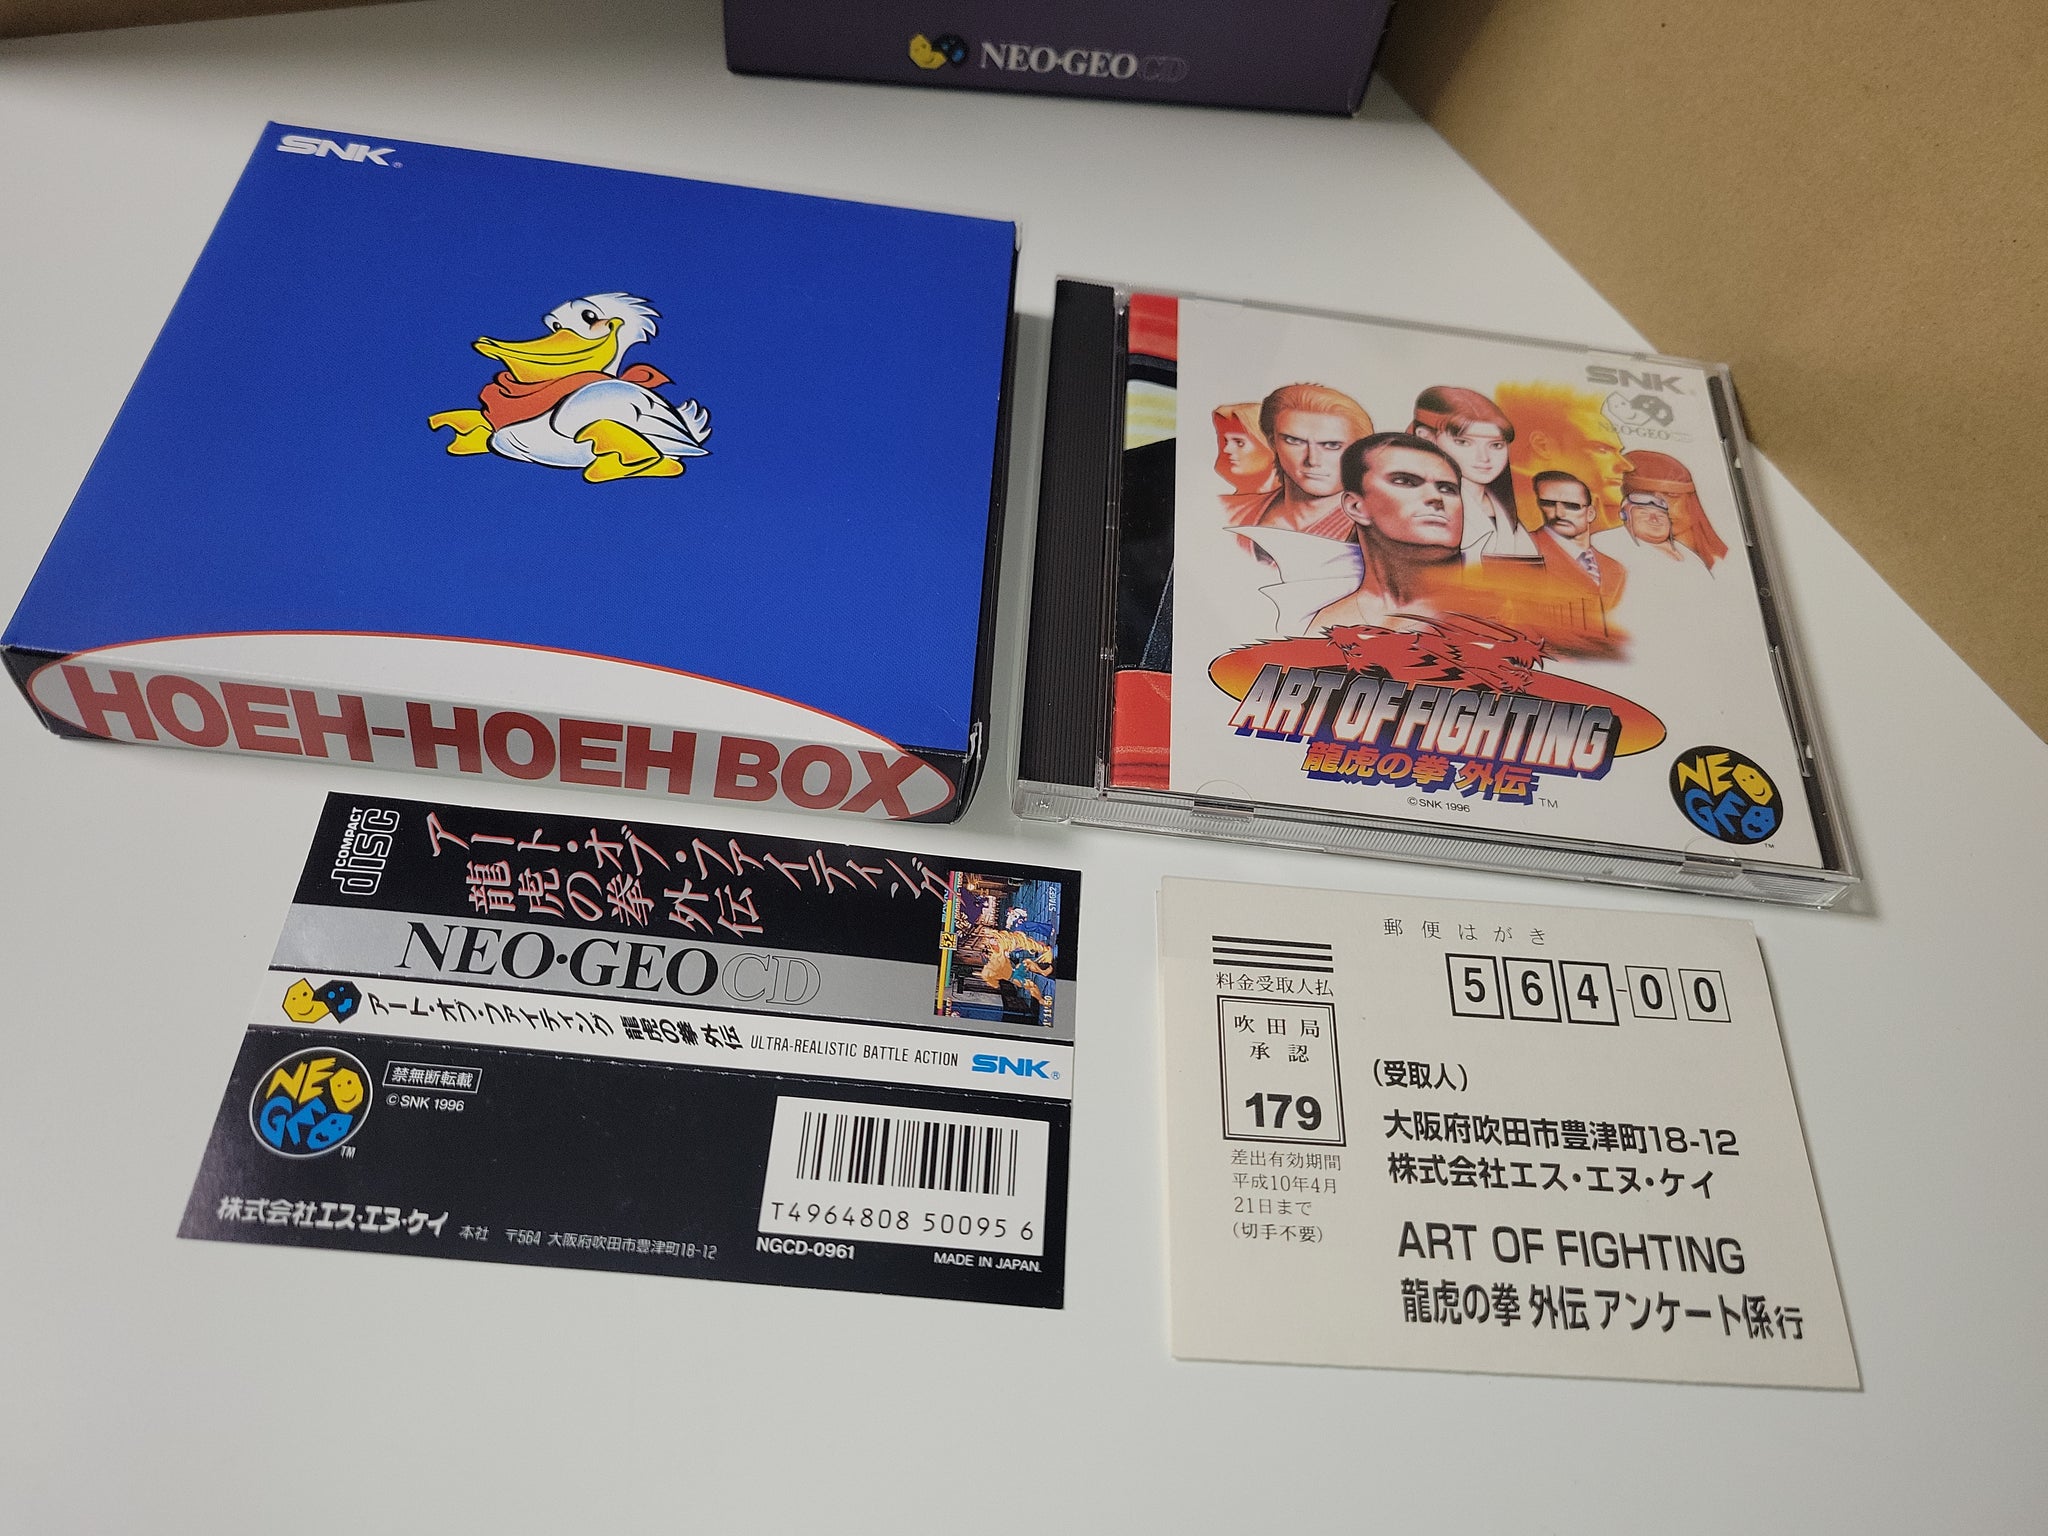 NEO·GEO CD
SNK®
HOEH-HOEH BOX
SNK
NEO·GEO
ART OF FIGHTING
龍虎の拳 外伝™
©SNK 1996
NEO
GEO
™
COMPACT
disc
アート・オブ・ファイティング
龍虎の拳 外伝
NEO·GEO CD
アート・オブ・ファイティング 龍虎の拳 外伝 ULTRA-REALISTIC BATTLE ACTION SNK®
NEO
GEO
™
禁無断転載
©SNK 1996
株式会社エス・エヌ・ケイ 本社 〒564 大阪府吹田市豊津町18-12
T4964808 50095 6
NGCD-0961
MADE IN JAPAN.
郵便はがき
564-00
料金受取人払
吹田局
承認
179
差出有効期間
平成10年4月
21日まで
(切手不要)
(受取人)
大阪府吹田市豊津町18-12
株式会社エス・エヌ・ケイ
ART OF FIGHTING
龍虎の拳 外伝 アンケート係行